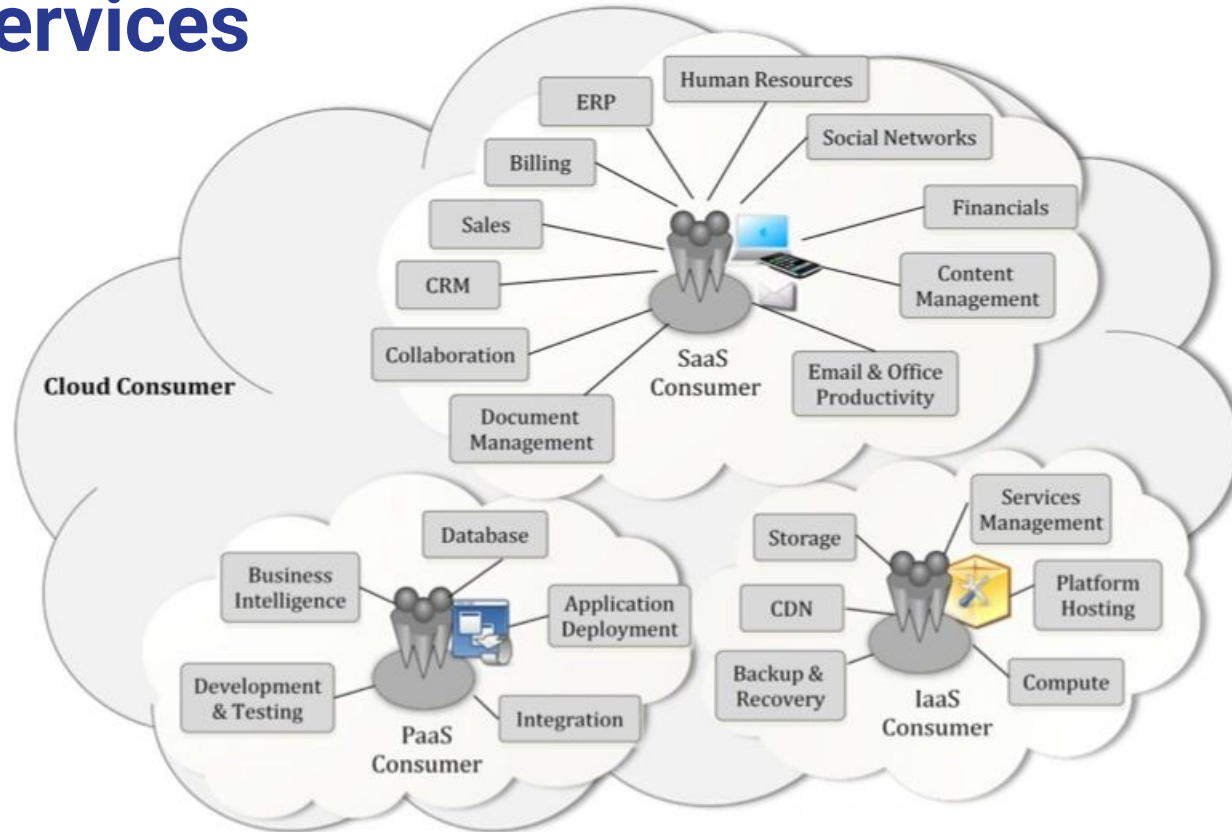 ervices
Human Resources
ERP
Social Networks
Billing
Financials
Sales
Content
Management
CRM
Collaboration
SaaS
Consumer
Email & Office
Productivity
Document
Management
Cloud Consumer
Database
Business
Intelligence
Application
Deployment
Development
& Testing
Integration
PaaS
Consumer
Services
Management
Storage
Platform
Hosting
CDN
Backup &
Recovery
Compute
IaaS
Consumer